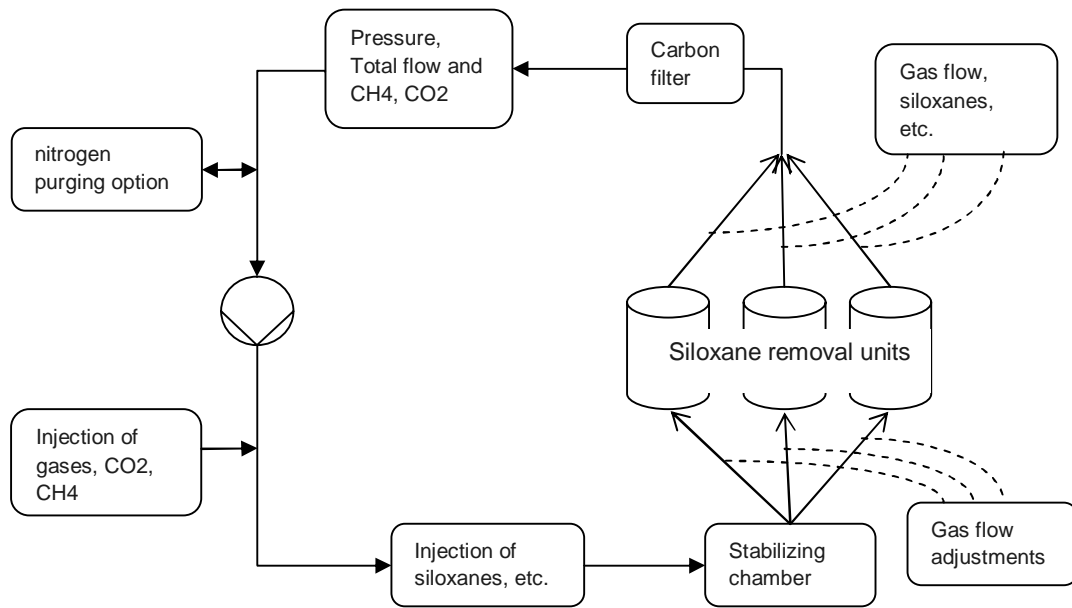 Pressure,
Total flow and
CH4, CO2
Carbon
filter
Gas flow,
siloxanes,
etc.
nitrogen
purging option
Siloxane removal units
Injection of
gases, CO2,
CH4
Injection of
siloxanes, etc.
Stabilizing
chamber
Gas flow
adjustments